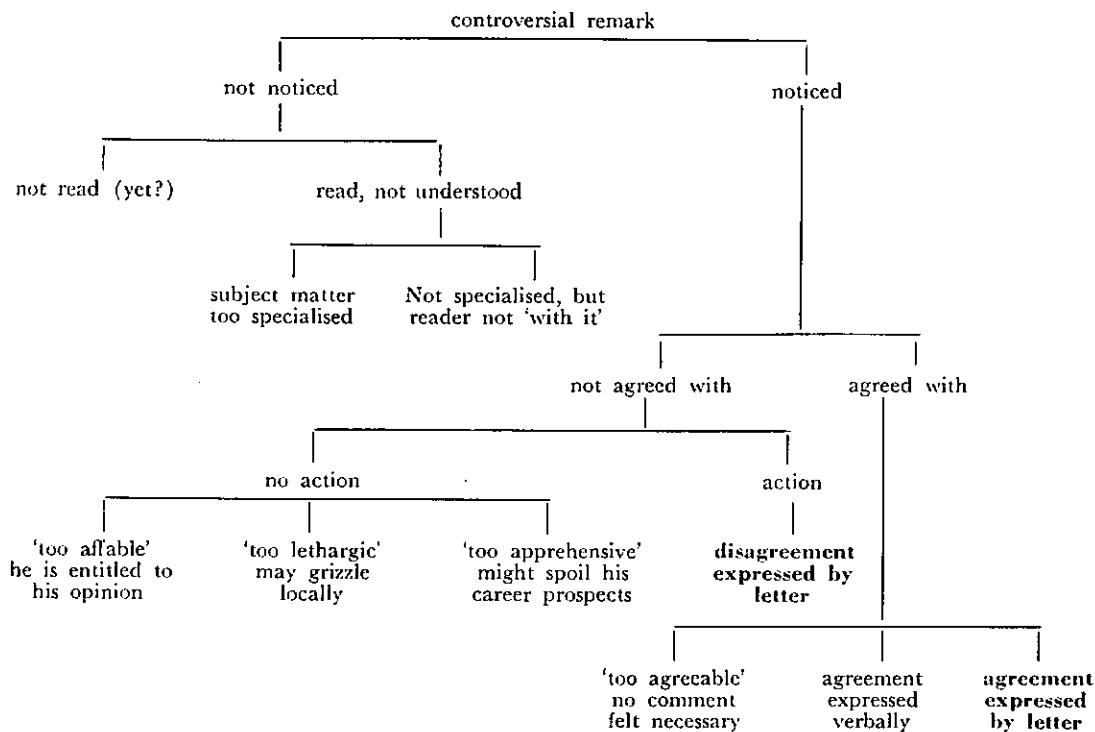 controversial remark
not noticed
noticed
not read (yet?)
read, not understood
subject matter
too specialised
Not specialised, but
reader not 'with it'
not agreed with
agreed with
no action
action
'too affable'
he is entitled to
his opinion
'too lethargic'
may grizzle
locally
'too apprehensive'
might spoil his
career prospects
disagreement
expressed by
letter
'too agreeable'
no comment
felt necessary
agreement
expressed
verbally
agreement
expressed
by letter